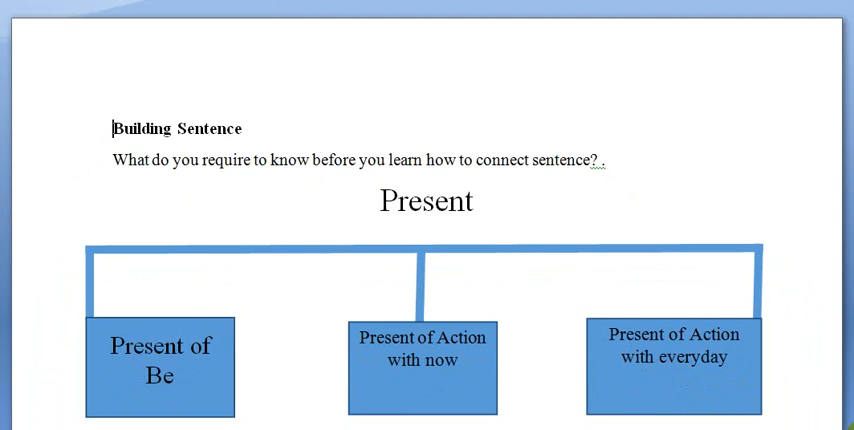 Building Sentence
What do you require to know before you learn how to connect sentence? .
Present
Present of
Be
Present of Action
with now
Present of Action
with everyday